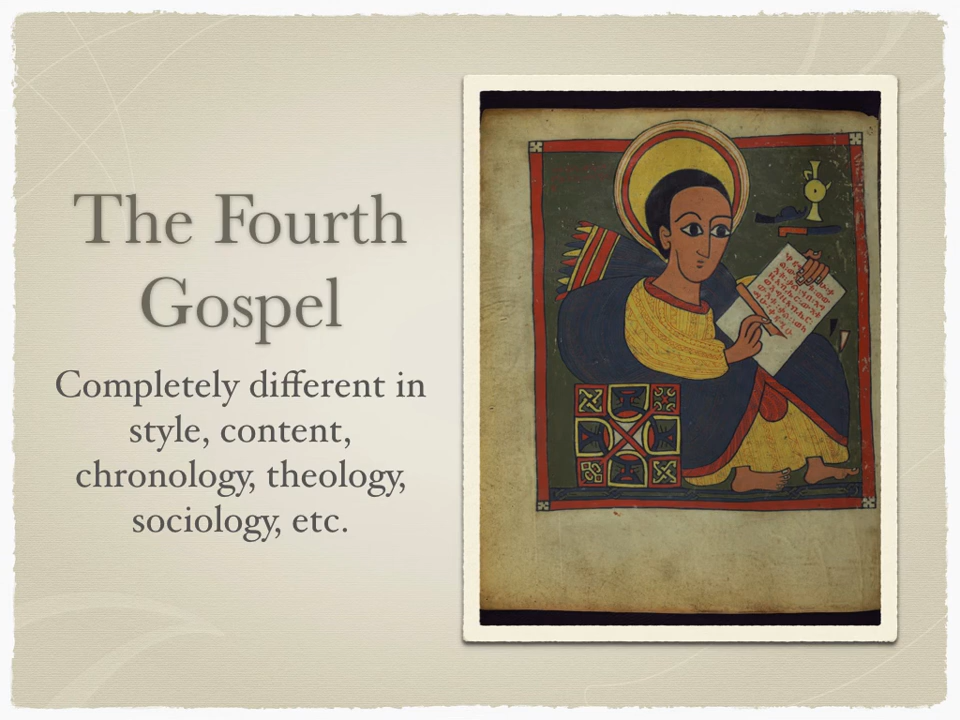 The Fourth
Gospel
Completely different in
style, content,
chronology, theology,
sociology, etc.